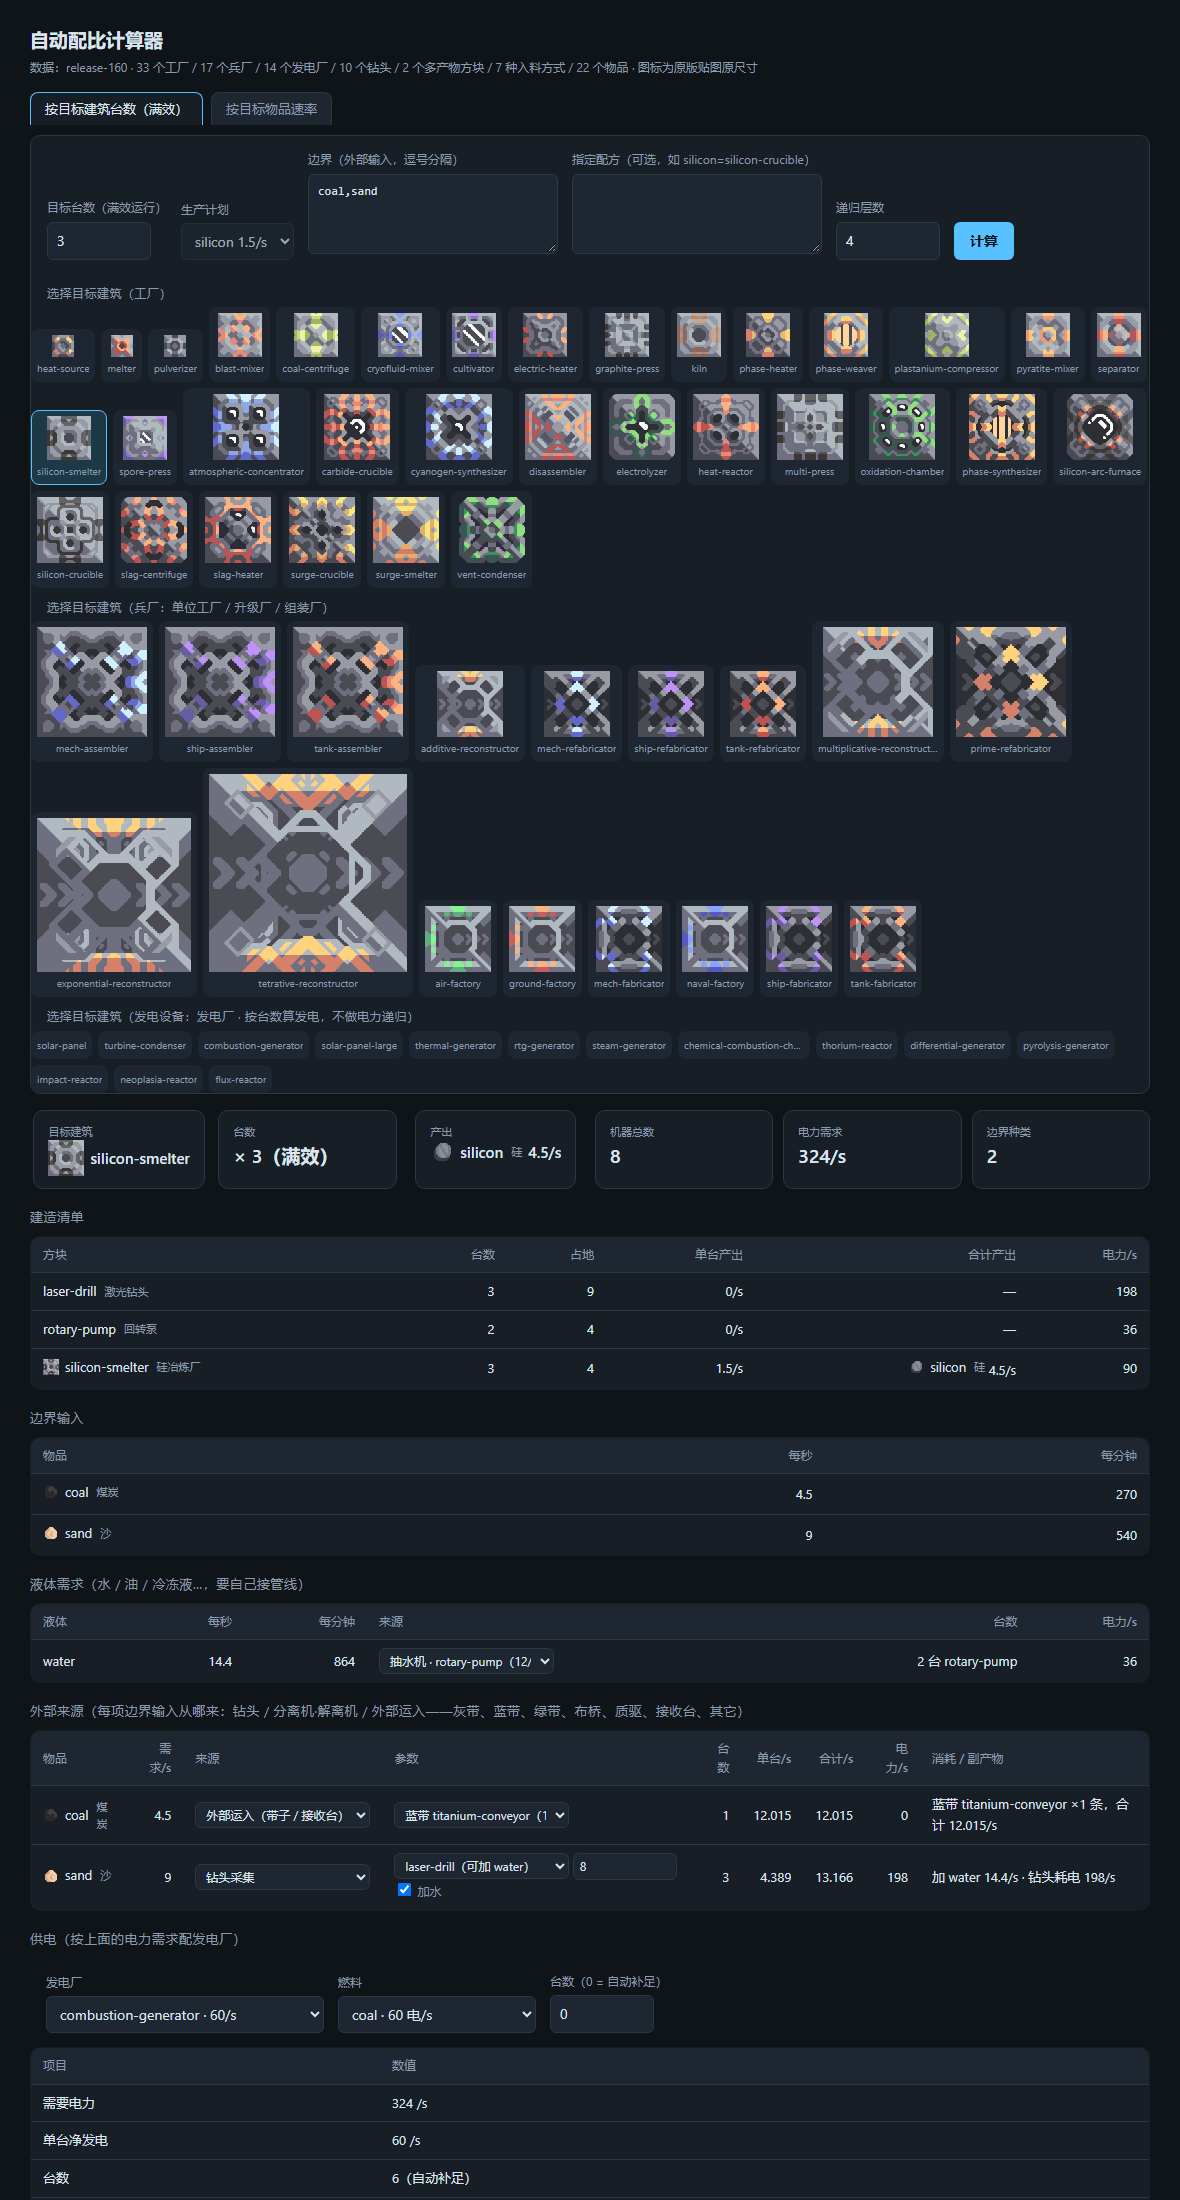 自动配比计算器
数据：release-160 · 33 个工厂 / 17 个兵厂 / 14 个发电厂 / 10 个钻头 / 2 个多产物方块 / 7 种入料方式 / 22 个物品 · 图标为原版贴图原尺寸
按目标建筑台数（满效） 按目标物品速率
边界（外部输入，逗号分隔） 指定配方（可选，如 silicon=silicon-crucible）
目标台数（满效运行） 生产计划 coal,sand 递归层数
3 silicon 1.5/s 4 计算
选择目标建筑（工厂）
heat-source melter pulverizer blast-mixer coal-centrifuge cryofluid-mixer cultivator electric-heater graphite-press kiln phase-heater phase-weaver plastanium-compressor pyratite-mixer separator
silicon-smelter spore-press atmospheric-concentrator carbide-crucible cyanogen-synthesizer disassembler electrolyzer heat-reactor multi-press oxidation-chamber phase-synthesizer silicon-arc-furnace
silicon-crucible slag-centrifuge slag-heater surge-crucible surge-smelter vent-condenser
选择目标建筑（兵厂：单位工厂 / 升级厂 / 组装厂）
mech-assembler ship-assembler tank-assembler additive-reconstructor mech-refabricator ship-refabricator tank-refabricator multiplicative-reconstruct... prime-refabricator
exponential-reconstructor tetrative-reconstructor air-factory ground-factory mech-fabricator naval-factory ship-fabricator tank-fabricator
选择目标建筑（发电设备：发电厂 · 按台数算发电，不做电力递归）
solar-panel turbine-condenser combustion-generator solar-panel-large thermal-generator rtg-generator steam-generator chemical-combustion-ch... thorium-reactor differential-generator pyrolysis-generator
impact-reactor neoplasia-reactor flux-reactor
目标建筑 台数 产出 机器总数 电力需求 边界种类
silicon-smelter × 3（满效） silicon 硅 4.5/s 8 324/s 2
建造清单
方块 台数 占地 单台产出 合计产出 电力/s
laser-drill 激光钻头 3 9 0/s — 198
rotary-pump 回转泵 2 4 0/s — 36
silicon-smelter 硅冶炼厂 3 4 1.5/s silicon 硅 4.5/s 90
边界输入
物品 每秒 每分钟
coal 煤炭 4.5 270
sand 沙 9 540
液体需求（水 / 油 / 冷冻液…，要自己接管线）
液体 每秒 每分钟 来源 台数 电力/s
water 14.4 864 抽水机 · rotary-pump（12/ 2 台 rotary-pump 36
外部来源（每项边界输入从哪来：钻头 / 分离机·解离机 / 外部运入——灰带、蓝带、绿带、布桥、质驱、接收台、其它）
物品 需求/s 来源 参数 台数 单台/s 合计/s 电力/s 消耗 / 副产物
coal 煤炭 4.5 外部运入（带子 / 接收台） 蓝带 titanium-conveyor（1 1 12.015 12.015 0 蓝带 titanium-conveyor ×1 条，合计 12.015/s
sand 沙 9 钻头采集 laser-drill（可加 water） 8 3 4.389 13.166 198 加 water 14.4/s · 钻头耗电 198/s
加水
供电（按上面的电力需求配发电厂）
发电厂 燃料 台数（0 = 自动补足）
combustion-generator · 60/s coal · 60 电/s 0
项目 数值
需要电力 324 /s
单台净发电 60 /s
台数 6（自动补足）